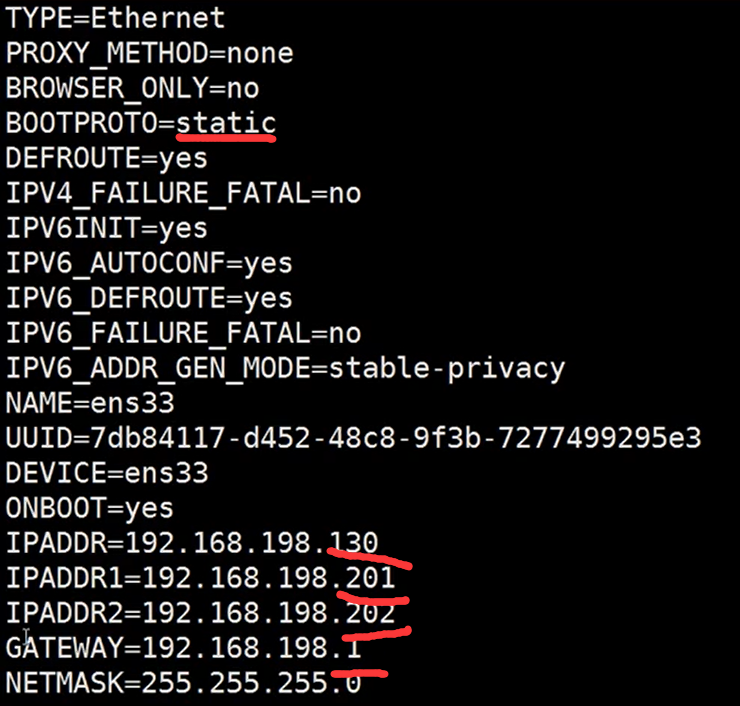 TYPE=Ethernet
PROXY_METHOD=none
BROWSER_ONLY=no
BOOTPROTO=static
DEFROUTE=yes
IPV4_FAILURE_FATAL=no
IPV6INIT=yes
IPV6_AUTOCONF=yes
IPV6_DEFROUTE=yes
IPV6_FAILURE_FATAL=no
IPV6_ADDR_GEN_MODE=stable-privacy
NAME=ens33
UUID=7db84117-d452-48c8-9f3b-7277499295e3
DEVICE=ens33
ONBOOT=yes
IPADDR=192.168.198.130
IPADDR1=192.168.198.201
IPADDR2=192.168.198.202
GATEWAY=192.168.198.1
NETMASK=255.255.255.0